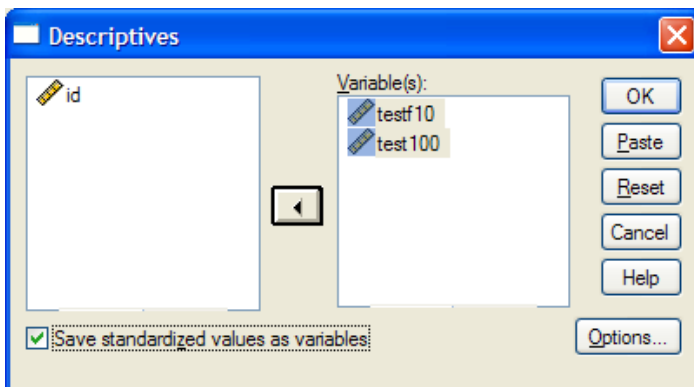 Descriptives
id
Variable(s):
testf10
test100
OK
Paste
Reset
Cancel
Help
Save standardized values as variables
Options...